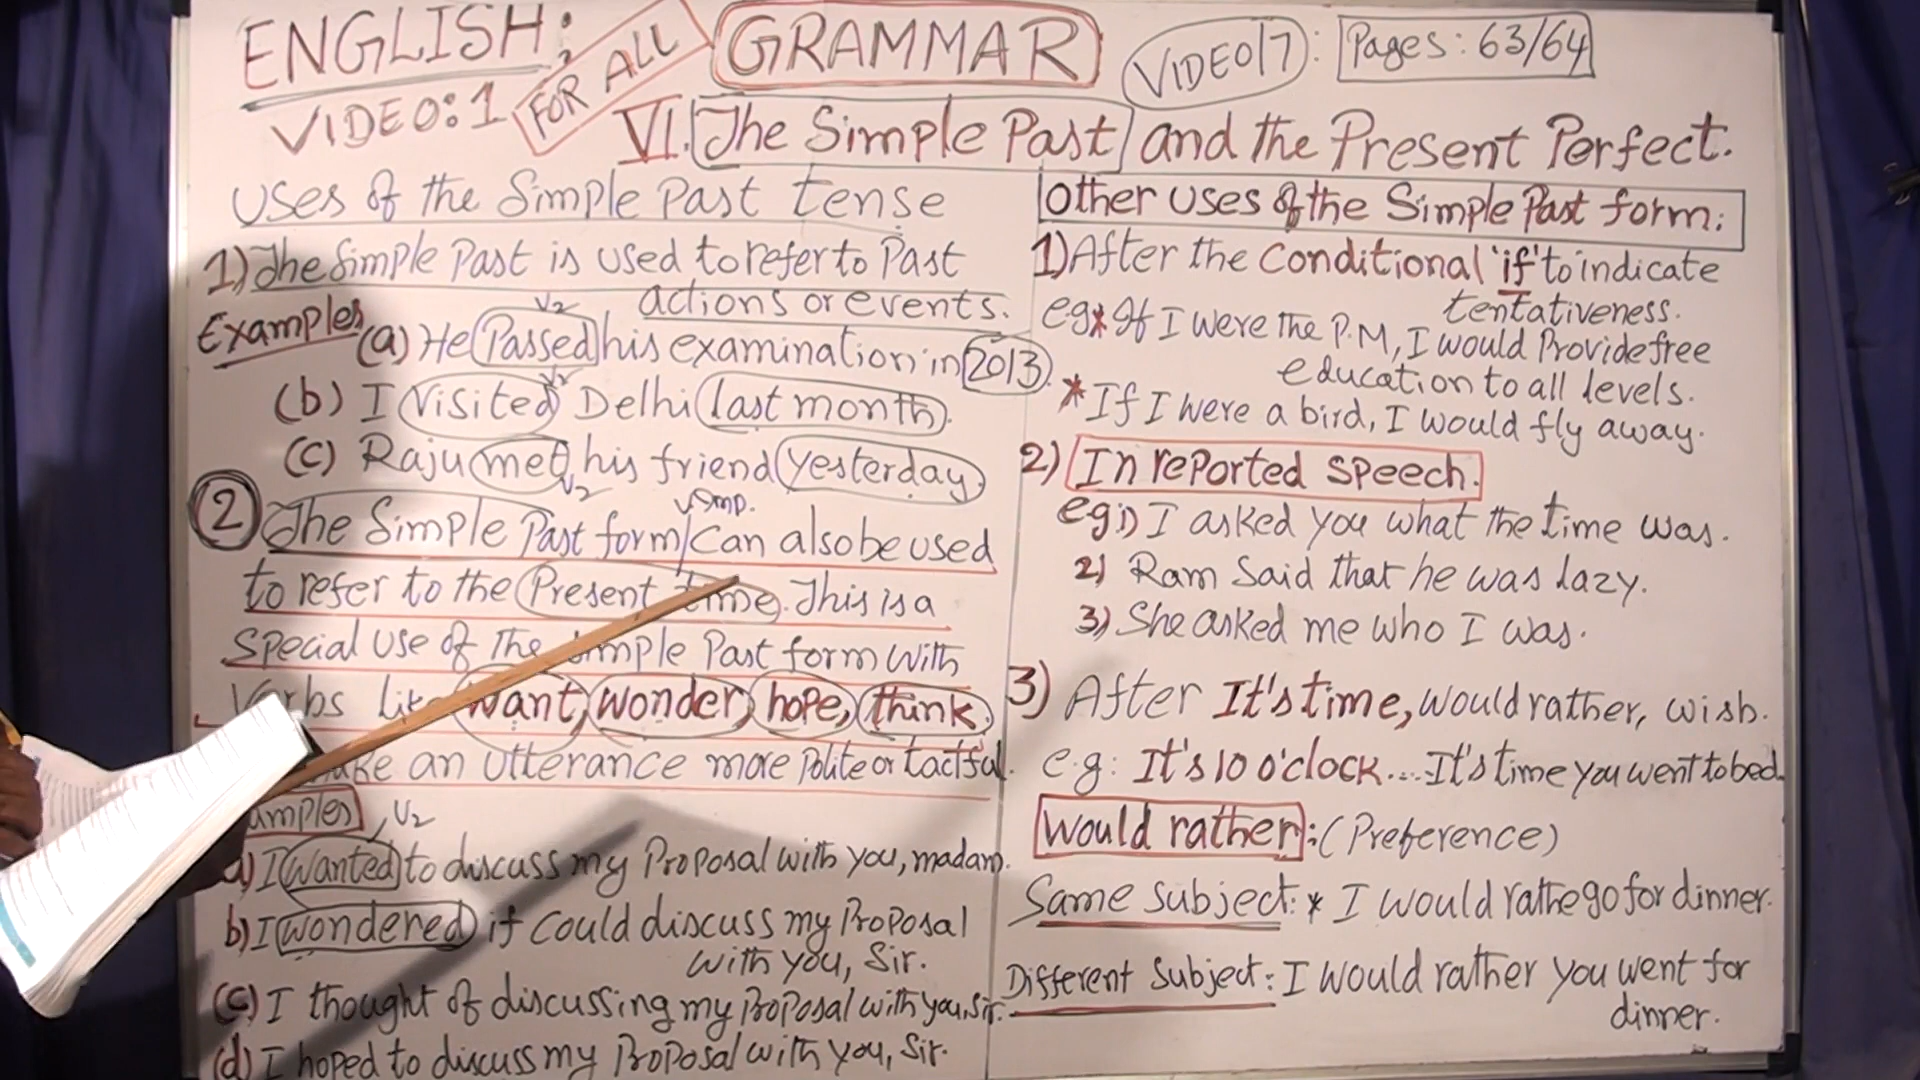 ENGLISH: FOR ALL GRAMMAR VIDEO 17: Pages: 63/64
VIDEO:1
VI. The Simple Past and the Present Perfect.
Uses of the Simple Past tense
1) The Simple Past is used to refer to Past
actions or events.
Examples
V2
(a) He Passed his examination in 2013.
V2
(b) I visited Delhi last month.
(c) Raju met his friend yesterday.
V2
V Imp.
2 The Simple Past form/can also be used
to refer to the Present time. This is a
special use of the Simple Past form with
Verbs like want, wonder, hope, think
make an utterance more Polite or tactful.
amples
V2
a) I wanted to discuss my Proposal with you, madam.
b) I wondered if could discuss my Proposal
with you, Sir.
(c) I thought of discussing my Proposal with you, Sir.
(d) I hoped to discuss my Proposal with you, Sir.
Other uses of the Simple Past form:
1) After the Conditional 'if' to indicate
tentativeness.
eg * If I were the P.M, I would Provide free
education to all levels.
* If I were a bird, I would fly away.
2) In reported speech.
eg: 1) I asked you what the time was.
2) Ram said that he was lazy.
3) She asked me who I was.
3) After It's time, would rather, wish.
e.g: It's 10 o'clock.... It's time you went to bed.
Would rather: (Preference)
Same subject: * I would rathe go for dinner.
Different Subject: I would rather you went for
dinner.